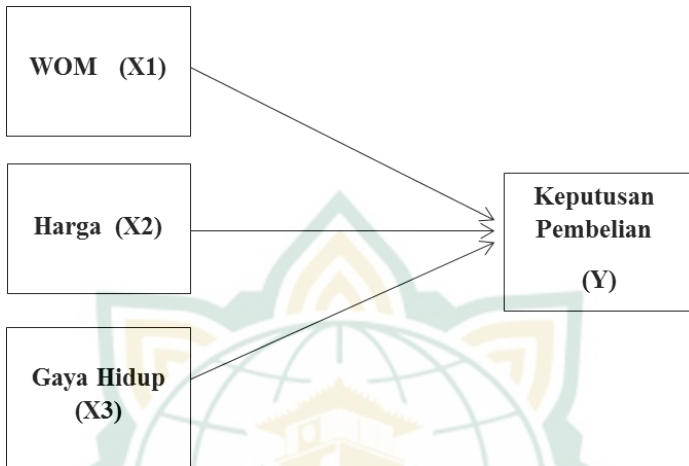 WOM (X1)
Harga (X2)
Gaya Hidup
(X3)
Keputusan
Pembelian
(Y)